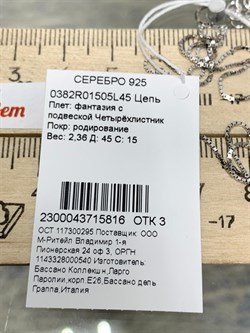 СЕРЕБРО 925
0382R01505L45 Цепь
Плет: фантазия с
подвеской Четырёхлистник
Покр: родирование
Вес: 2,36 Д: 45 С: 15
2300043715816 ОТК 3
ОСТ 117300295 Поставщик: ООО
М-Ритейл Владимир 1-я
Пионерская 24 оф 3, ОРГН
1143328000540 Изготовитель:
Бассано Коллекшн,Ларго
Паролии,корп.Е26,Бассано дель
Граппа,Италия
17